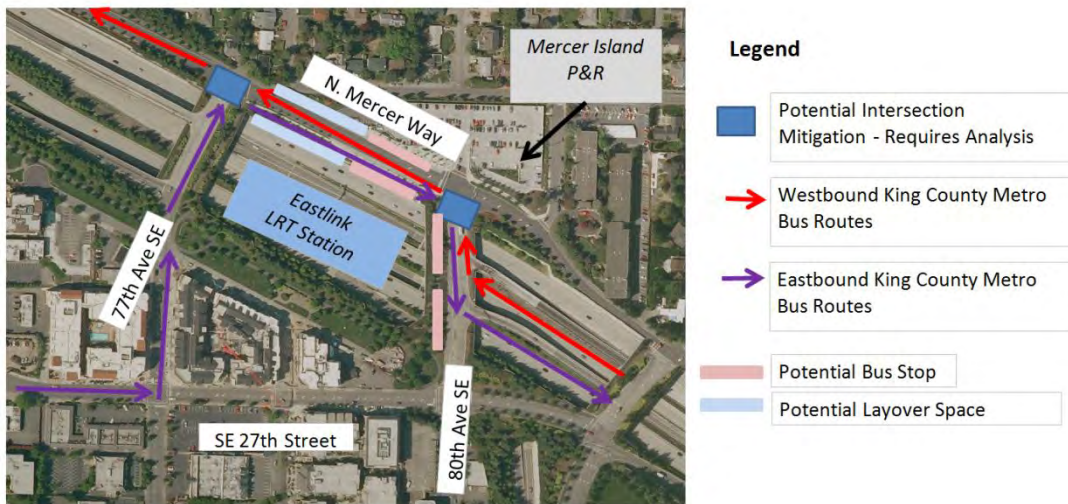 Mercer Island
P&R
N. Mercer Way
Eastlink
LRT Station
77th Ave SE
80th Ave SE
SE 27th Street
Legend
Potential Intersection
Mitigation - Requires Analysis
Westbound King County Metro
Bus Routes
Eastbound King County Metro
Bus Routes
Potential Bus Stop
Potential Layover Space